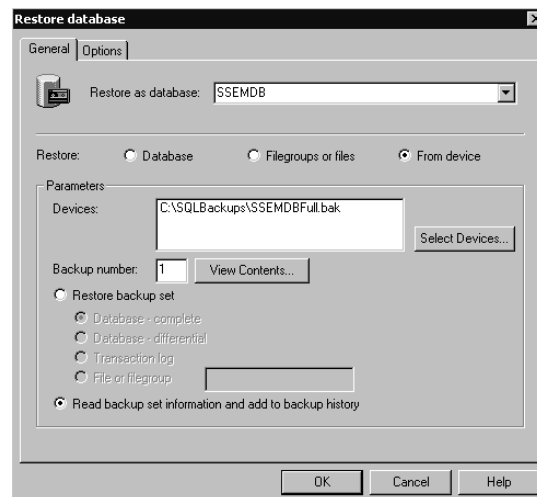 Restore database
General
Options
Restore as database: SSEMDB
Restore: Database Filegroups or files From device
Parameters
Devices: C:\SQLBackups\SSEMDBFull.bak
Select Devices...
Backup number: 1 View Contents...
Restore backup set
Database - complete
Database - differential
Transaction log
File or filegroup
Read backup set information and add to backup history
OK Cancel Help